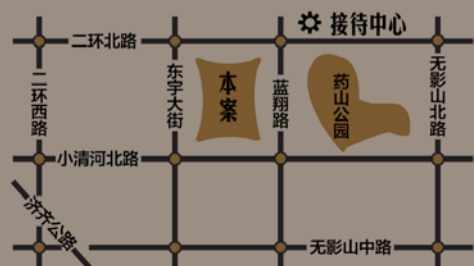 接待中心
二环北路
二环西路
东宇大街
本案
蓝翔路
药山公园
无影山北路
小清河北路
济齐公路
无影山中路